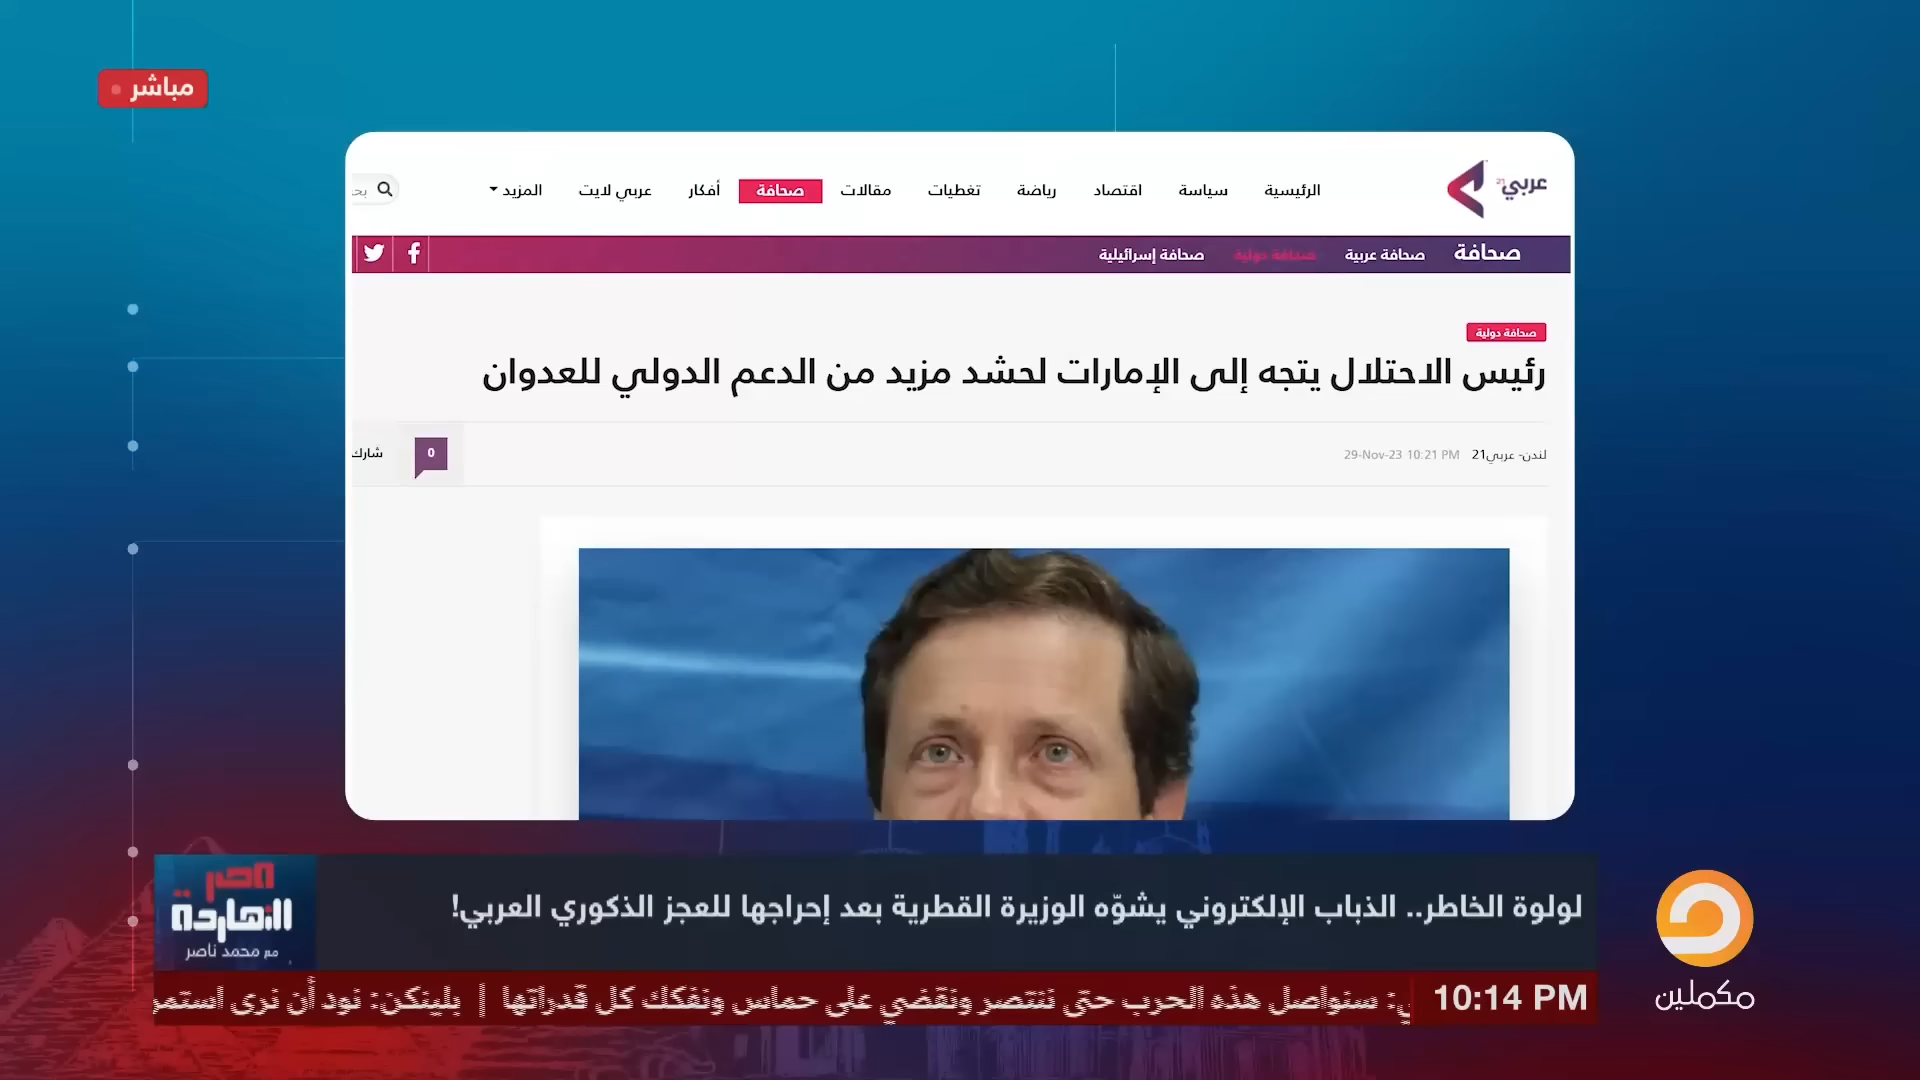 مباشر
عربي21
الرئيسية سياسة اقتصاد رياضة تغطيات مقالات صحافة أفكار عربي لايت المزيد
صحافة صحافة عربية صحافة دولية صحافة إسرائيلية
صحافة دولية
رئيس الاحتلال يتجه إلى الإمارات لحشد مزيد من الدعم الدولي للعدوان
لندن- عربي21 29-Nov-23 10:21 PM 0 شارك
مصر النهاردة
مع محمد ناصر
لولوة الخاطر.. الذباب الإلكتروني يشوّه الوزيرة القطرية بعد إحراجها للعجز الذكوري العربي!
10:14 PM
: سنواصل هذه الحرب حتى ننتصر ونقضي على حماس ونفكك كل قدراتها | بلينكن: نود أن نرى
مكملين